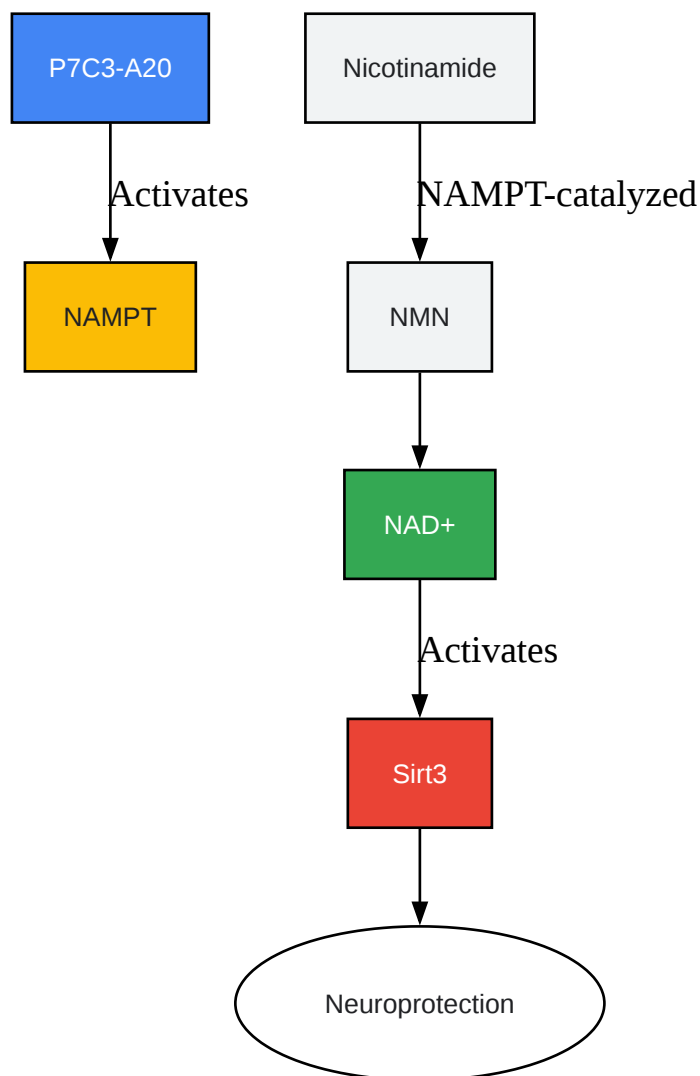 P7C3-A20
Nicotinamide
Activates
NAMPT-catalyzed
NAMPT
NMN
NAD+
Activates
Sirt3
Neuroprotection